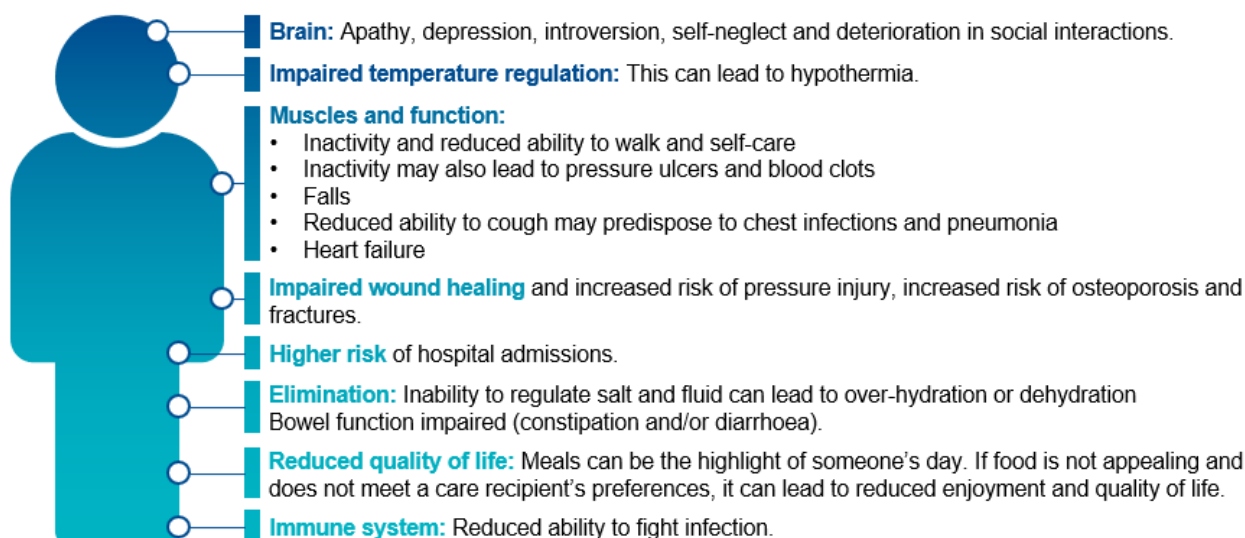 Brain: Apathy, depression, introversion, self-neglect and deterioration in social interactions.
Impaired temperature regulation: This can lead to hypothermia.
Muscles and function:
• Inactivity and reduced ability to walk and self-care
• Inactivity may also lead to pressure ulcers and blood clots
• Falls
• Reduced ability to cough may predispose to chest infections and pneumonia
• Heart failure
Impaired wound healing and increased risk of pressure injury, increased risk of osteoporosis and
fractures.
Higher risk of hospital admissions.
Elimination: Inability to regulate salt and fluid can lead to over-hydration or dehydration
Bowel function impaired (constipation and/or diarrhoea).
Reduced quality of life: Meals can be the highlight of someone’s day. If food is not appealing and
does not meet a care recipient’s preferences, it can lead to reduced enjoyment and quality of life.
Immune system: Reduced ability to fight infection.